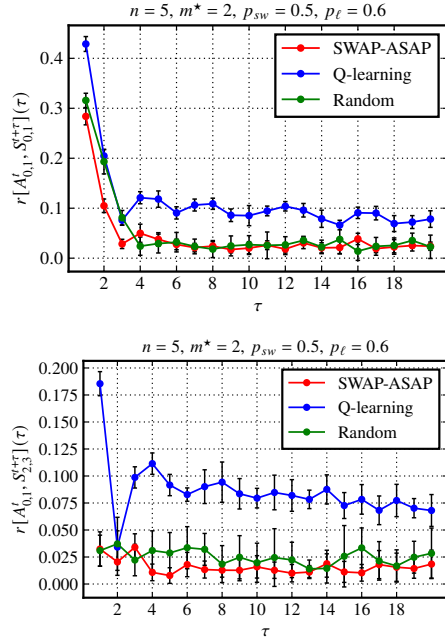 n = 5, m⋆ = 2, p_sw = 0.5, p_ℓ = 0.6
SWAP-ASAP
Q-learning
Random
r[A^t_{0,1}, S^{t+τ}_{0,1}](τ)
0.4
0.3
0.2
0.1
0.0
2 4 6 8 10 12 14 16 18
τ
n = 5, m⋆ = 2, p_sw = 0.5, p_ℓ = 0.6
SWAP-ASAP
Q-learning
Random
r[A^t_{0,1}, S^{t+τ}_{2,3}](τ)
0.200
0.175
0.150
0.125
0.100
0.075
0.050
0.025
0.000
2 4 6 8 10 12 14 16 18
τ